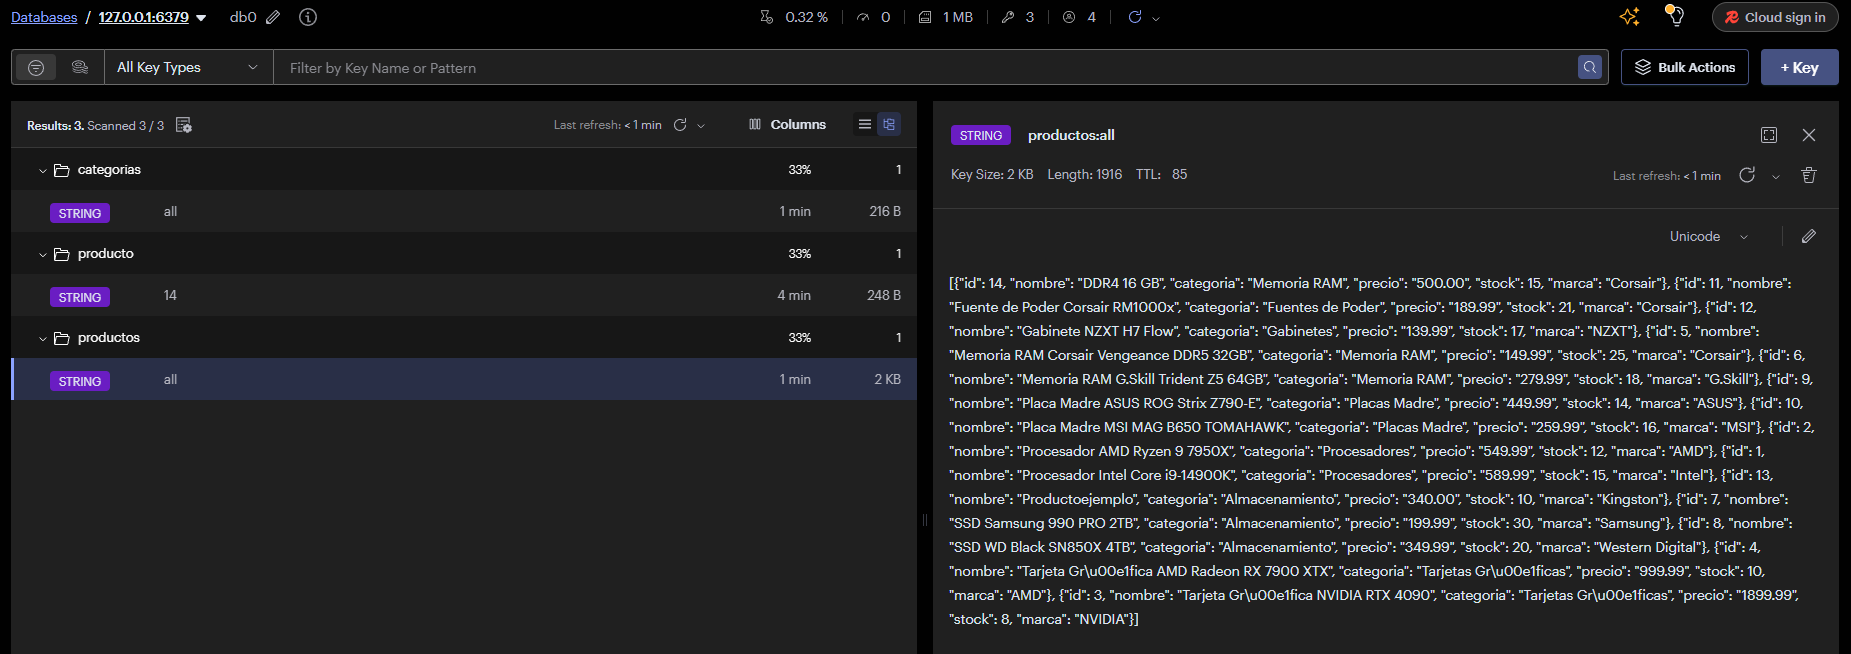 Databases / 127.0.0.1:6379 db0 0.32 % 0 1 MB 3 4 Cloud sign in
All Key Types Filter by Key Name or Pattern Bulk Actions + Key
Results: 3. Scanned 3 / 3 Last refresh: < 1 min Columns
categorias 33% 1
STRING all 1 min 216 B
producto 33% 1
STRING 14 4 min 248 B
productos 33% 1
STRING all 1 min 2 KB
STRING productos:all
Key Size: 2 KB Length: 1916 TTL: 85 Last refresh: < 1 min
Unicode
[{"id": 14, "nombre": "DDR4 16 GB", "categoria": "Memoria RAM", "precio": "500.00", "stock": 15, "marca": "Corsair"}, {"id": 11, "nombre":
"Fuente de Poder Corsair RM1000x", "categoria": "Fuentes de Poder", "precio": "189.99", "stock": 21, "marca": "Corsair"}, {"id": 12,
"nombre": "Gabinete NZXT H7 Flow", "categoria": "Gabinetes", "precio": "139.99", "stock": 17, "marca": "NZXT"}, {"id": 5, "nombre":
"Memoria RAM Corsair Vengeance DDR5 32GB", "categoria": "Memoria RAM", "precio": "149.99", "stock": 25, "marca": "Corsair"}, {"id": 6,
"nombre": "Memoria RAM G.Skill Trident Z5 64GB", "categoria": "Memoria RAM", "precio": "279.99", "stock": 18, "marca": "G.Skill"}, {"id": 9,
"nombre": "Placa Madre ASUS ROG Strix Z790-E", "categoria": "Placas Madre", "precio": "449.99", "stock": 14, "marca": "ASUS"}, {"id": 10,
"nombre": "Placa Madre MSI MAG B650 TOMAHAWK", "categoria": "Placas Madre", "precio": "259.99", "stock": 16, "marca": "MSI"}, {"id": 2,
"nombre": "Procesador AMD Ryzen 9 7950X", "categoria": "Procesadores", "precio": "549.99", "stock": 12, "marca": "AMD"}, {"id": 1,
"nombre": "Procesador Intel Core i9-14900K", "categoria": "Procesadores", "precio": "589.99", "stock": 15, "marca": "Intel"}, {"id": 13,
"nombre": "Productoejemplo", "categoria": "Almacenamiento", "precio": "340.00", "stock": 10, "marca": "Kingston"}, {"id": 7, "nombre":
"SSD Samsung 990 PRO 2TB", "categoria": "Almacenamiento", "precio": "199.99", "stock": 30, "marca": "Samsung"}, {"id": 8, "nombre":
"SSD WD Black SN850X 4TB", "categoria": "Almacenamiento", "precio": "349.99", "stock": 20, "marca": "Western Digital"}, {"id": 4,
"nombre": "Tarjeta Gr\u00e1fica AMD Radeon RX 7900 XTX", "categoria": "Tarjetas Gr\u00e1ficas", "precio": "999.99", "stock": 10,
"marca": "AMD"}, {"id": 3, "nombre": "Tarjeta Gr\u00e1fica NVIDIA RTX 4090", "categoria": "Tarjetas Gr\u00e1ficas", "precio": "1899.99",
"stock": 8, "marca": "NVIDIA"}]